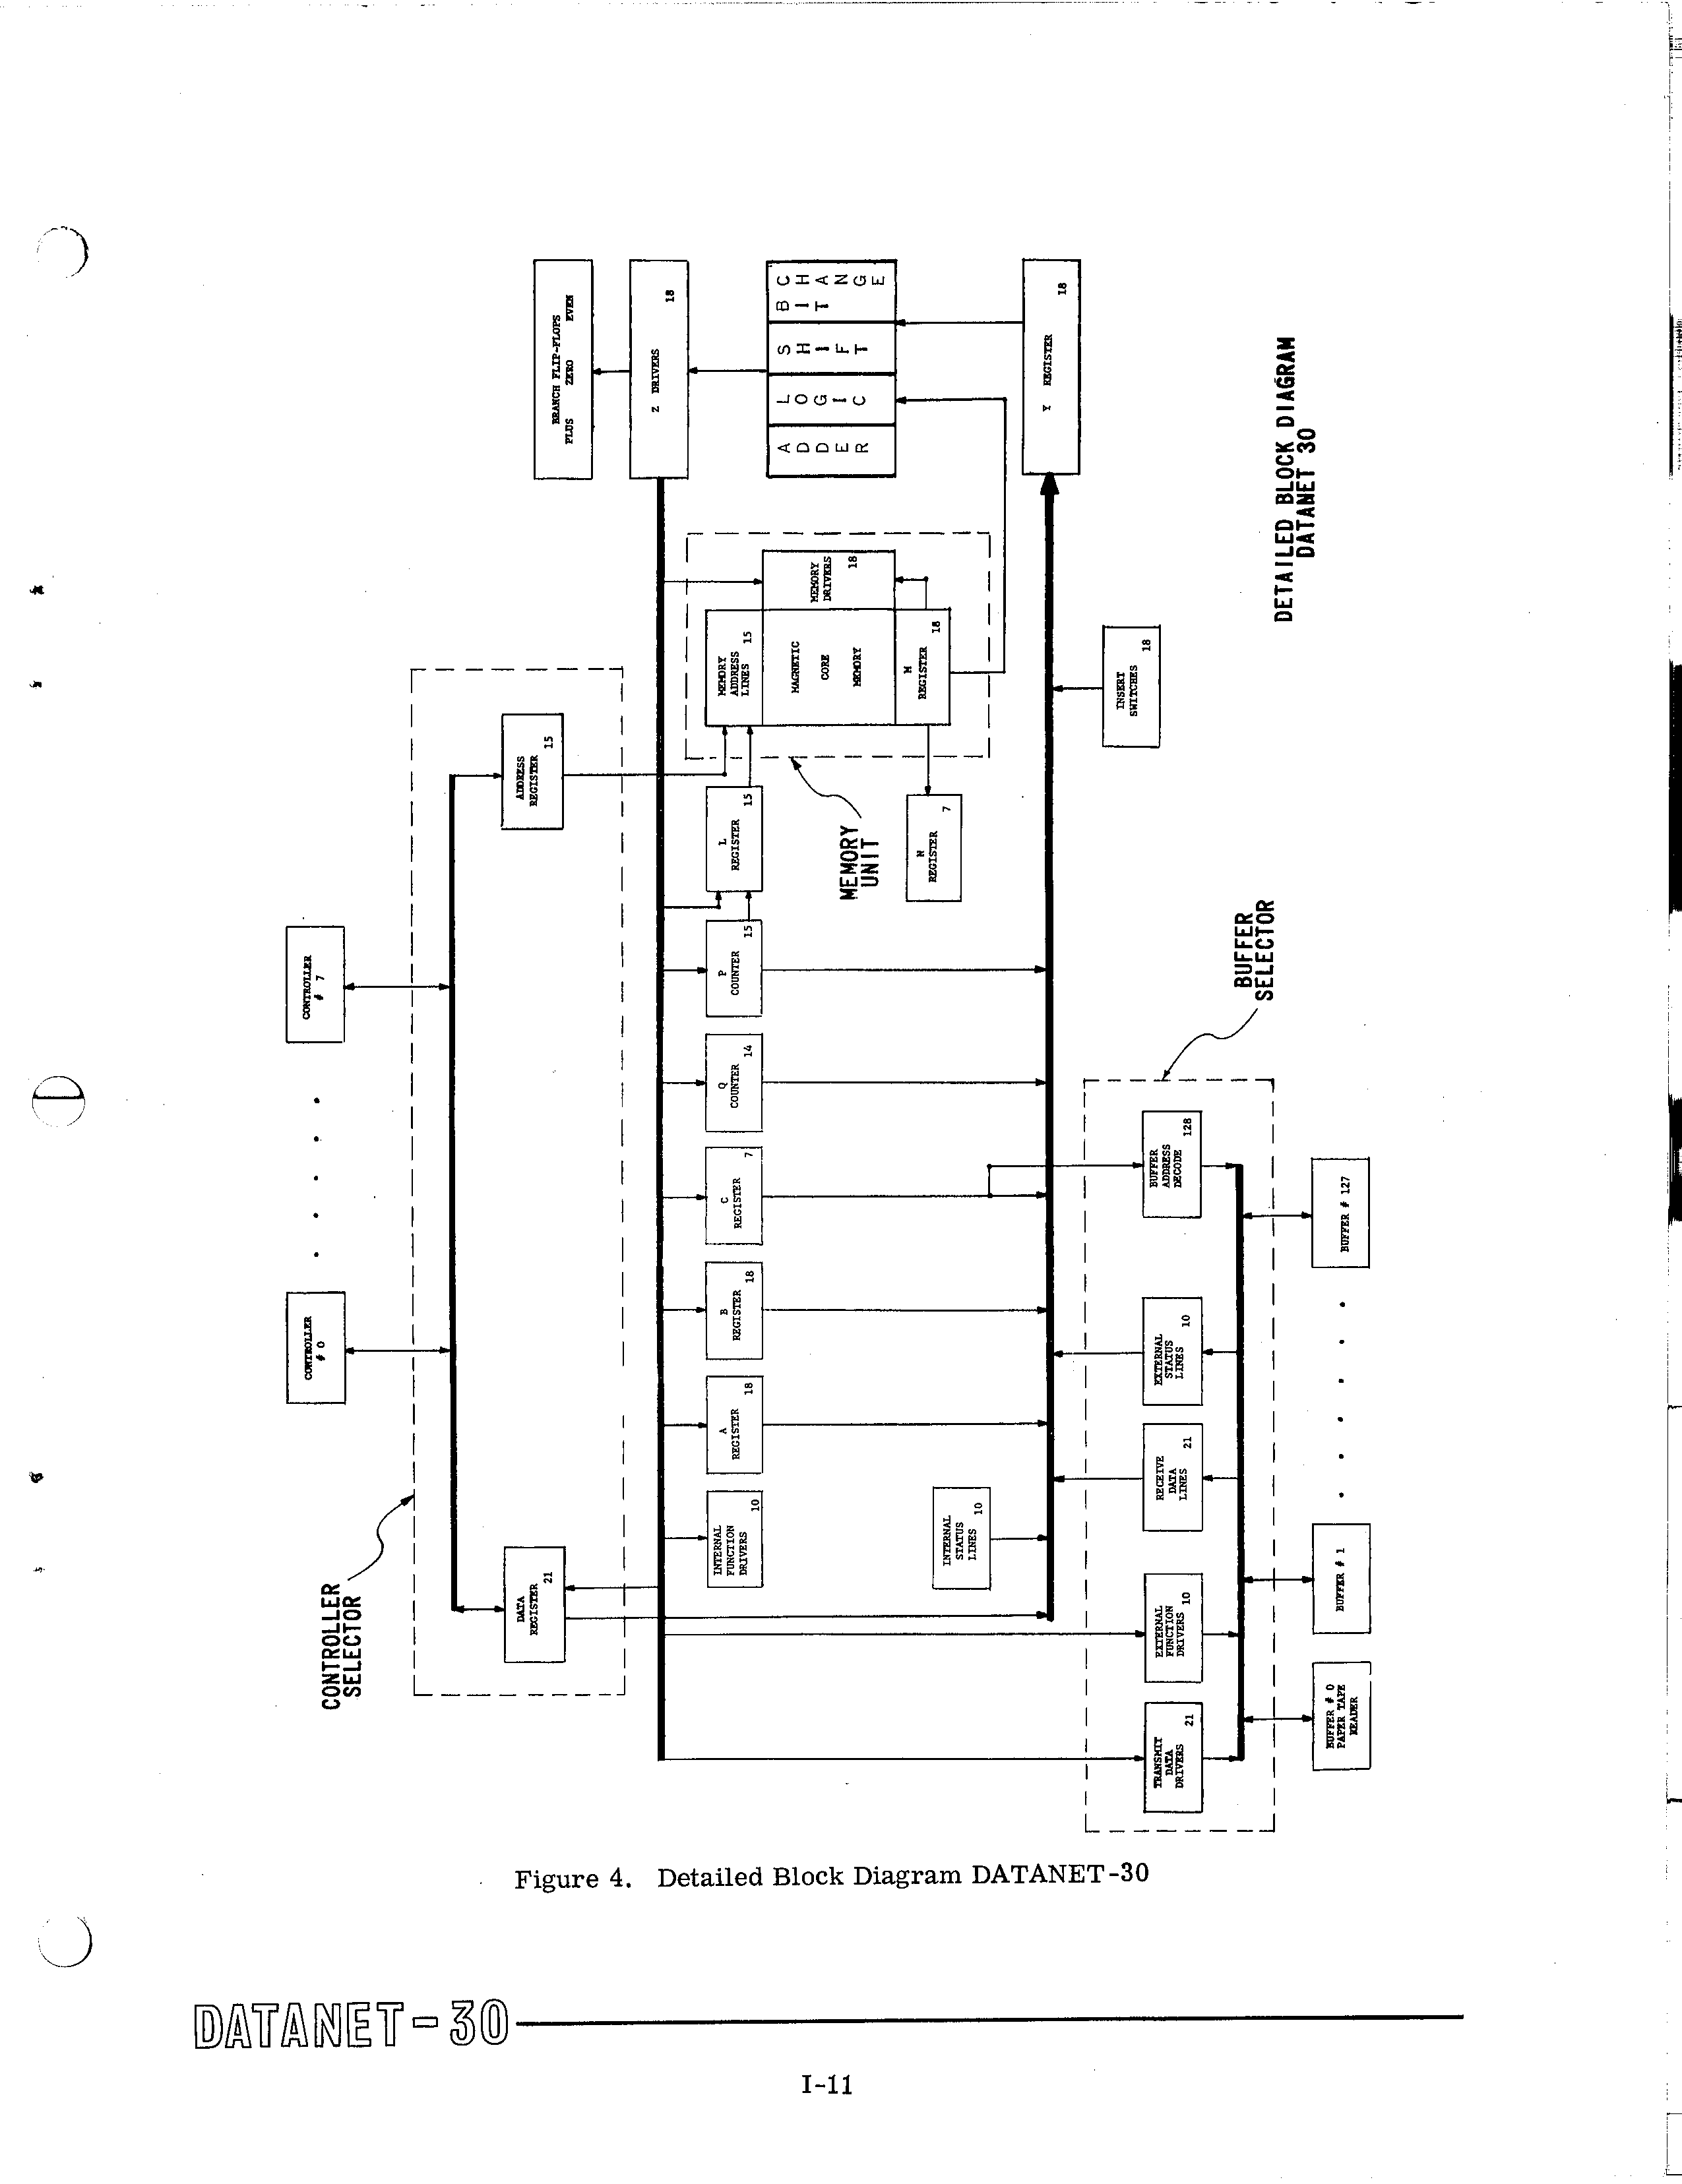 CONTROLLER
# 0
CONTROLLER
# 7
CONTROLLER
SELECTOR
DATA
REGISTER
21
ADDRESS
REGISTER
15
BRANCH FLIP-FLOPS
PLUS ZERO EVEN
Z DRIVERS
18
INTERNAL
FUNCTION
DRIVERS
10
A
REGISTER
18
B
REGISTER
18
C
REGISTER
7
Q
COUNTER
14
P
COUNTER
15
L
REGISTER
15
MEMORY
ADDRESS
LINES
15
MAGNETIC
CORE
MEMORY
MEMORY
DRIVERS
18
M
REGISTER
18
ADDER
LOGIC
SHIFT
BIT
CHANGE
MEMORY
UNIT
N
REGISTER
7
INTERNAL
STATUS
LINES
10
Y REGISTER
18
INSERT
SWITCHES
18
TRANSMIT
DATA
DRIVERS
21
EXTERNAL
FUNCTION
DRIVERS 10
RECEIVE
DATA
LINES
21
EXTERNAL
STATUS
LINES
10
BUFFER
ADDRESS
DECODE
128
BUFFER
SELECTOR
BUFFER # 0
PAPER TAPE
READER
BUFFER # 1
BUFFER # 127
DETAILED BLOCK DIAGRAM
DATANET 30
Figure 4. Detailed Block Diagram DATANET-30
DATANET-30
I-11